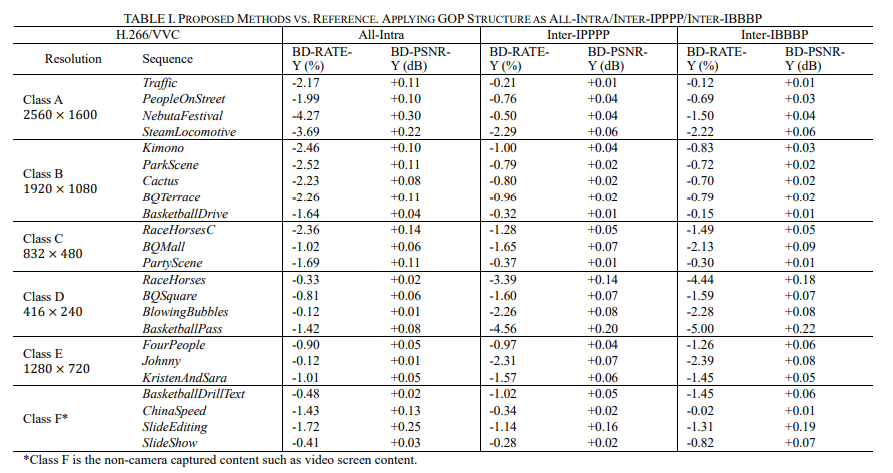 TABLE I. PROPOSED METHODS VS. REFERENCE. APPLYING GOP STRUCTURE AS ALL-INTRA/INTER-IPPPP/INTER-IBBBP
H.266/VVC All-Intra Inter-IPPPP Inter-IBBBP
Resolution Sequence BD-RATE-Y (%) BD-PSNR-Y (dB) BD-RATE-Y (%) BD-PSNR-Y (dB) BD-RATE-Y (%) BD-PSNR-Y (dB)
Class A 2560 × 1600
Traffic -2.17 +0.11 -0.21 +0.01 -0.12 +0.01
PeopleOnStreet -1.99 +0.10 -0.76 +0.04 -0.69 +0.03
NebutaFestival -4.27 +0.30 -0.50 +0.04 -1.50 +0.04
SteamLocomotive -3.69 +0.22 -2.29 +0.06 -2.22 +0.06
Class B 1920 × 1080
Kimono -2.46 +0.10 -1.00 +0.04 -0.83 +0.03
ParkScene -2.52 +0.11 -0.79 +0.02 -0.72 +0.02
Cactus -2.23 +0.08 -0.80 +0.02 -0.70 +0.02
BQTerrace -2.26 +0.11 -0.96 +0.02 -0.79 +0.02
BasketballDrive -1.64 +0.04 -0.32 +0.01 -0.15 +0.01
Class C 832 × 480
RaceHorsesC -2.36 +0.14 -1.28 +0.05 -1.49 +0.05
BQMall -1.02 +0.06 -1.65 +0.07 -2.13 +0.09
PartyScene -1.69 +0.11 -0.37 +0.01 -0.30 +0.01
Class D 416 × 240
RaceHorses -0.33 +0.02 -3.39 +0.14 -4.44 +0.18
BQSquare -0.81 +0.06 -1.60 +0.07 -1.59 +0.07
BlowingBubbles -0.12 +0.01 -2.26 +0.08 -2.28 +0.08
BasketballPass -1.42 +0.08 -4.56 +0.20 -5.00 +0.22
Class E 1280 × 720
FourPeople -0.90 +0.05 -0.97 +0.04 -1.26 +0.06
Johnny -0.12 +0.01 -2.31 +0.07 -2.39 +0.08
KristenAndSara -1.01 +0.05 -1.57 +0.06 -1.45 +0.05
Class F*
BasketballDrillText -0.48 +0.02 -1.02 +0.05 -1.45 +0.06
ChinaSpeed -1.43 +0.13 -0.34 +0.02 -0.02 +0.01
SlideEditing -1.72 +0.25 -1.14 +0.16 -1.31 +0.19
SlideShow -0.41 +0.03 -0.28 +0.02 -0.82 +0.07
*Class F is the non-camera captured content such as video screen content.